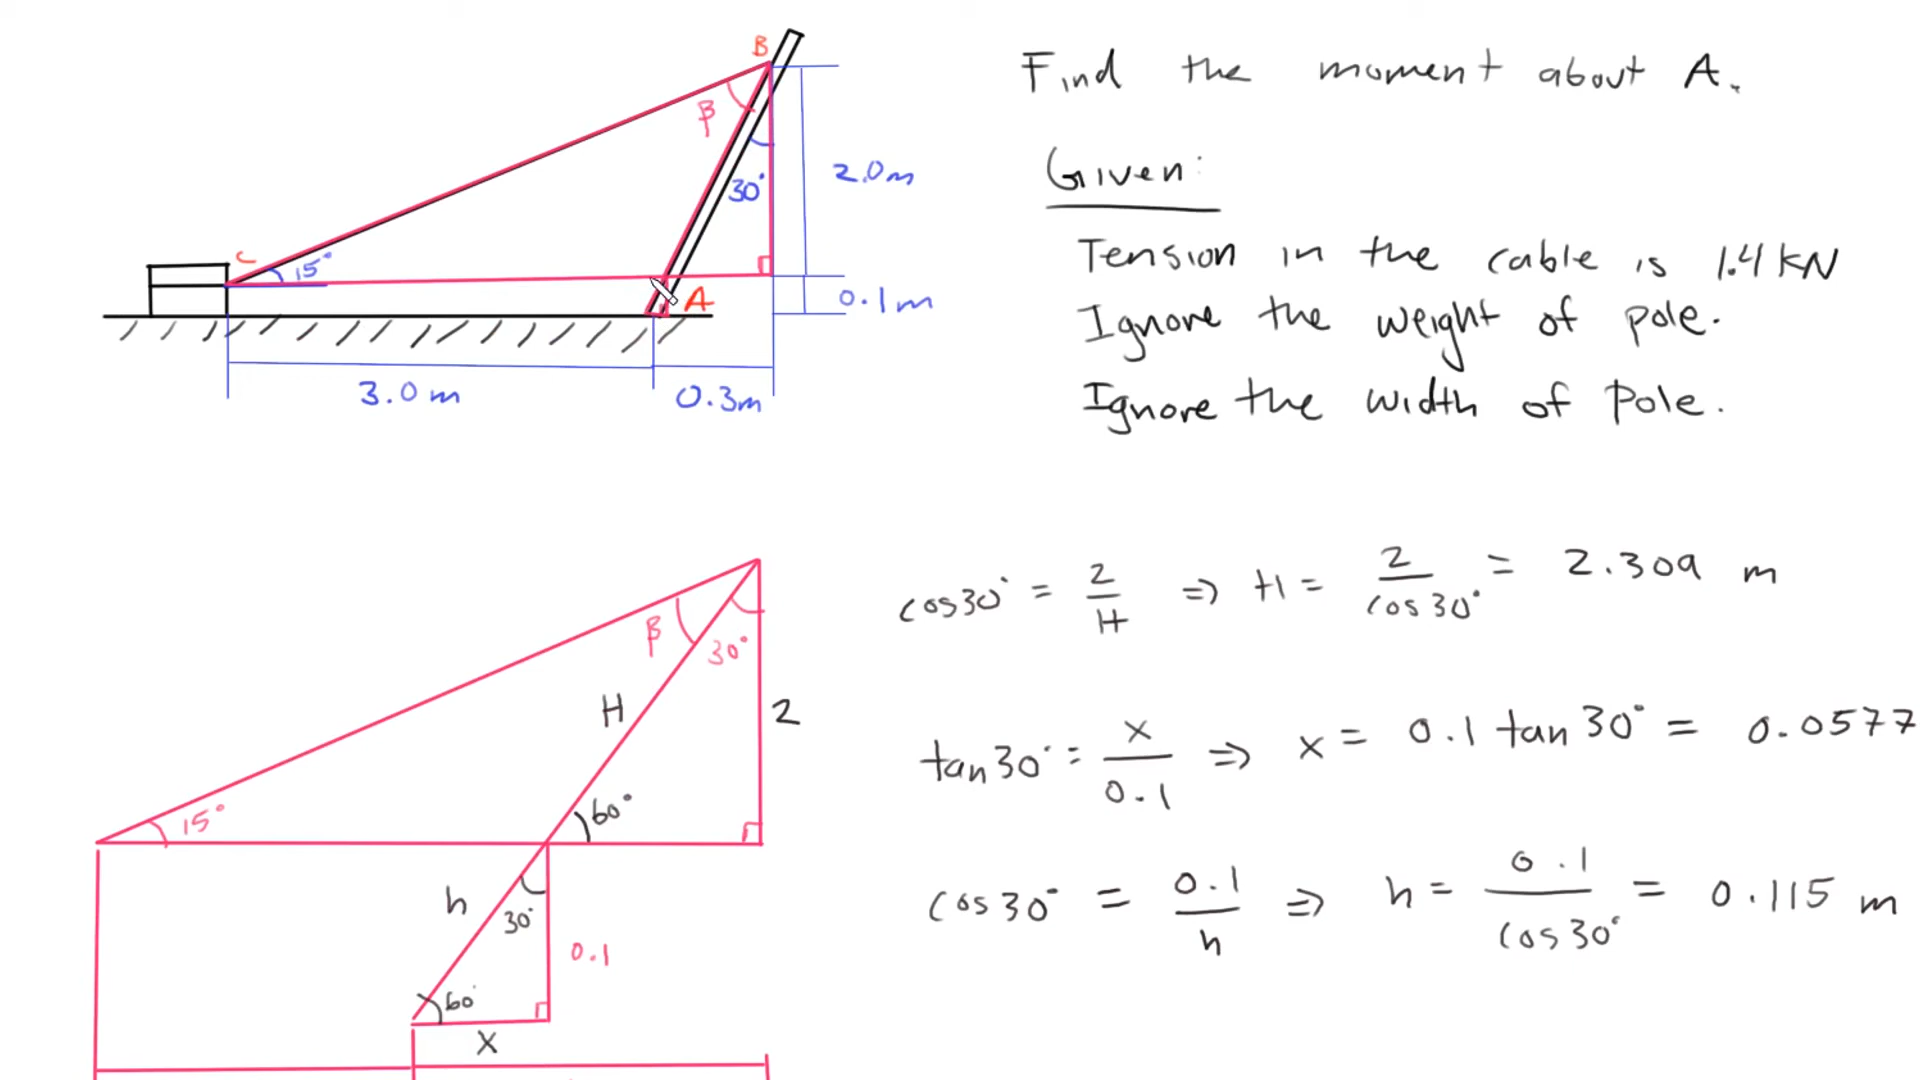 Find the moment about A.
Given:
Tension in the cable is 1.4 kN
Ignore the weight of pole.
Ignore the width of Pole.
B
β
30°
2.0m
C
15°
A
0.1m
3.0 m
0.3m
β
30°
H
2
15°
60°
h
30°
0.1
60°
x
cos30° = 2/H ⇒ H = 2/cos30° = 2.309 m
tan30° = x/0.1 ⇒ x = 0.1 tan 30° = 0.0577
cos30° = 0.1/h ⇒ h = 0.1/cos30° = 0.115 m